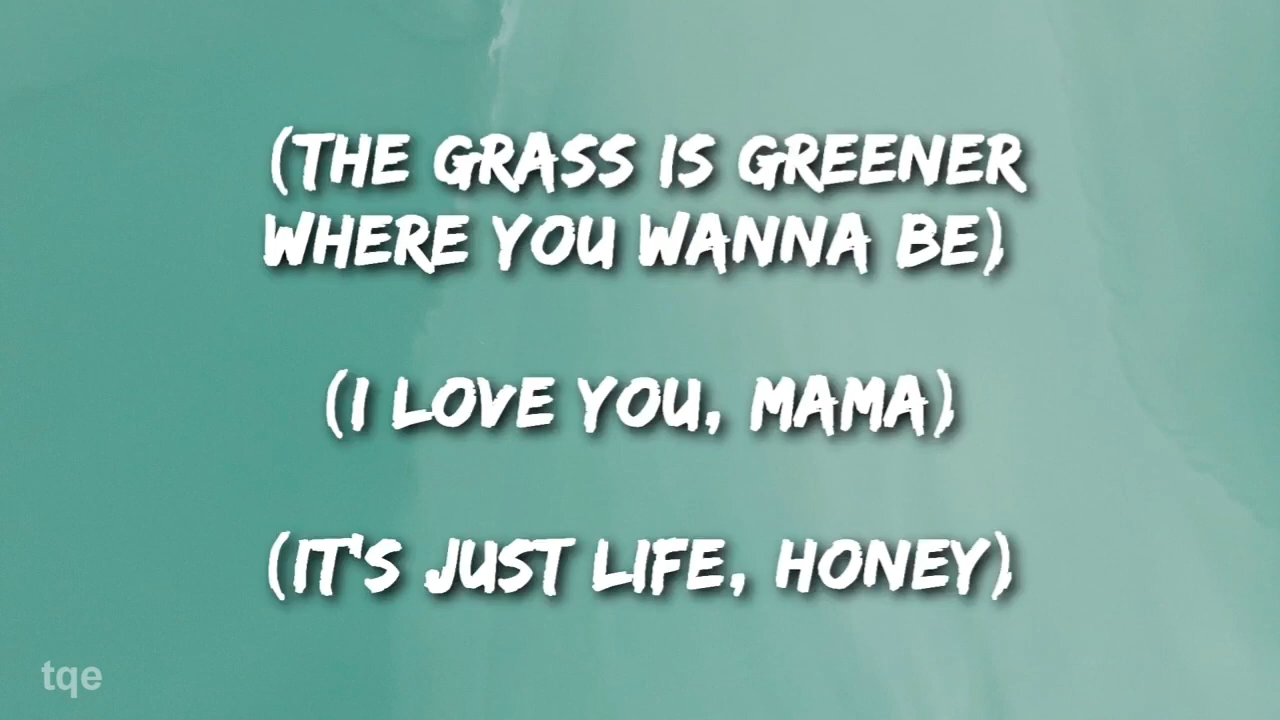 (THE GRASS IS GREENER
WHERE YOU WANNA BE)
(I LOVE YOU, MAMA)
(IT'S JUST LIFE, HONEY)
tqe